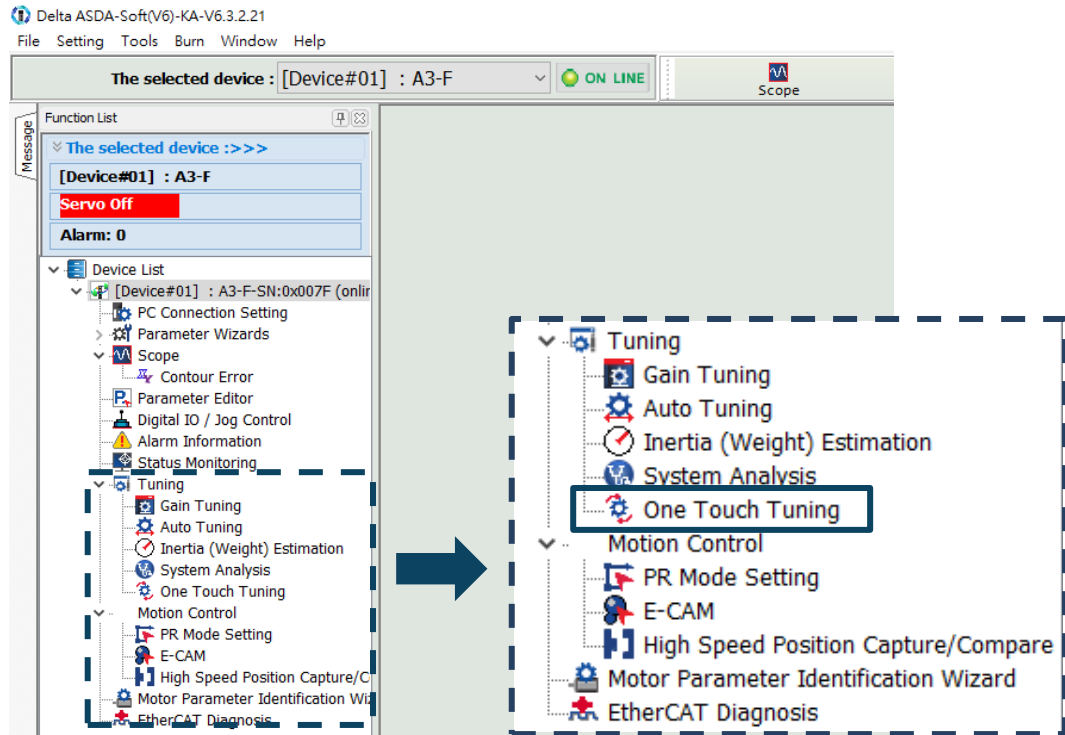 Delta ASDA-Soft(V6)-KA-V6.3.2.21
File Setting Tools Burn Window Help
The selected device : [Device#01] : A3-F ON LINE
Scope
Message
Function List
The selected device :>>>
[Device#01] : A3-F
Servo Off
Alarm: 0
Device List
[Device#01] : A3-F-SN:0x007F (onlin
PC Connection Setting
Parameter Wizards
Scope
Contour Error
Parameter Editor
Digital IO / Jog Control
Alarm Information
Status Monitoring
Tuning
Gain Tuning
Auto Tuning
Inertia (Weight) Estimation
System Analysis
One Touch Tuning
Motion Control
PR Mode Setting
E-CAM
High Speed Position Capture/C
Motor Parameter Identification Wiz
EtherCAT Diagnosis
Tuning
Gain Tuning
Auto Tuning
Inertia (Weight) Estimation
System Analysis
One Touch Tuning
Motion Control
PR Mode Setting
E-CAM
High Speed Position Capture/Compare
Motor Parameter Identification Wizard
EtherCAT Diagnosis